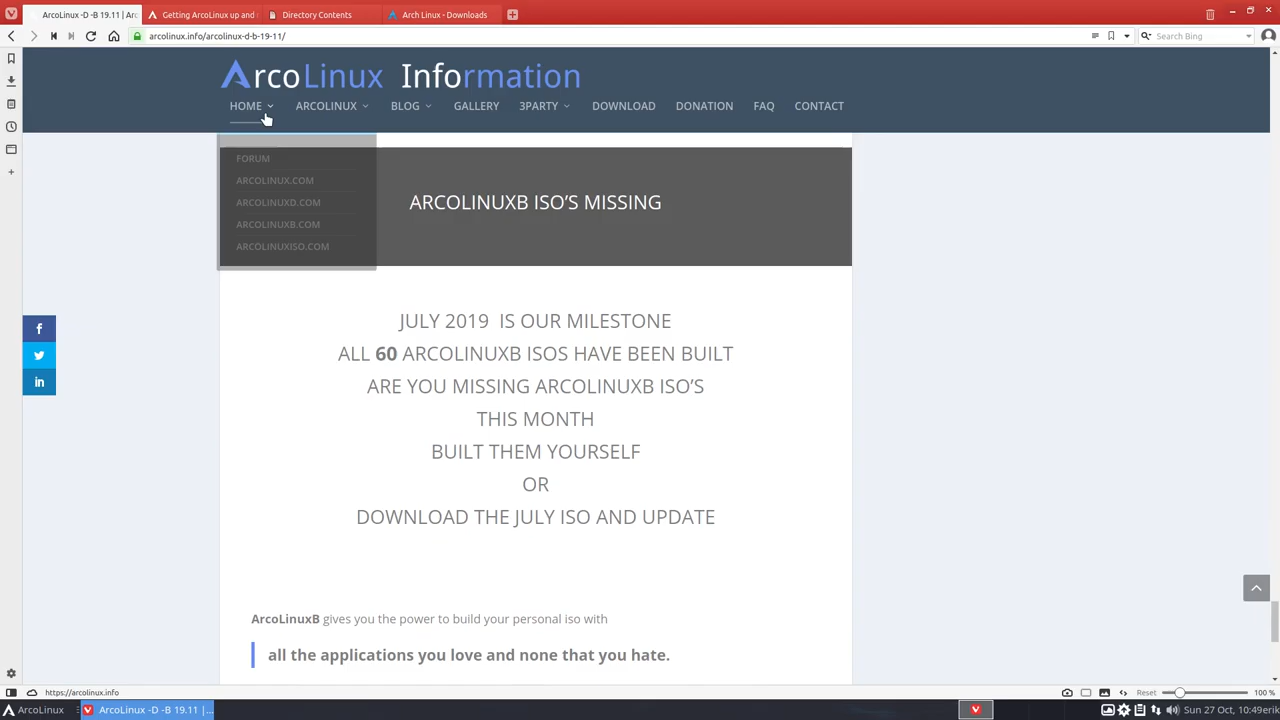 ArcoLinux -D -B 19.11 | Arc
Getting ArcoLinux up and
Directory Contents
Arch Linux - Downloads
arcolinux.info/arcolinux-d-b-19-11/
Search Bing
ArcoLinux Information
HOME
ARCOLINUX
BLOG
GALLERY
3PARTY
DOWNLOAD
DONATION
FAQ
CONTACT
FORUM
ARCOLINUX.COM
ARCOLINUXD.COM
ARCOLINUXB.COM
ARCOLINUXISO.COM
ARCOLINUXB ISO'S MISSING
JULY 2019 IS OUR MILESTONE
ALL 60 ARCOLINUXB ISOS HAVE BEEN BUILT
ARE YOU MISSING ARCOLINUXB ISO'S
THIS MONTH
BUILT THEM YOURSELF
OR
DOWNLOAD THE JULY ISO AND UPDATE
ArcoLinuxB gives you the power to build your personal iso with
all the applications you love and none that you hate.
https://arcolinux.info
Reset
100 %
ArcoLinux
ArcoLinux -D -B 19.11 |...
Sun 27 Oct, 10:49
erik